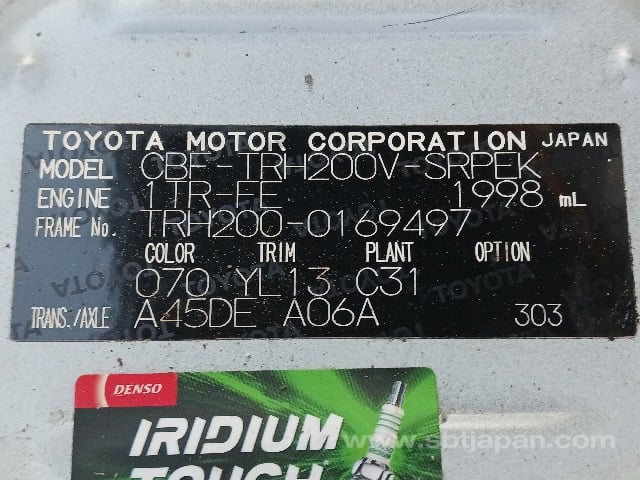 TOYOTA MOTOR CORPORATION JAPAN
MODEL CBF-TRH200V-SRPEK
ENGINE 1TR-FE 1998 mL
FRAME No. TRH200-0169497
COLOR TRIM PLANT OPTION
070 YL13 C31
TRANS./AXLE A45DE A06A 303
DENSO
IRIDIUM
TOUGH
www.sbtjapan.com